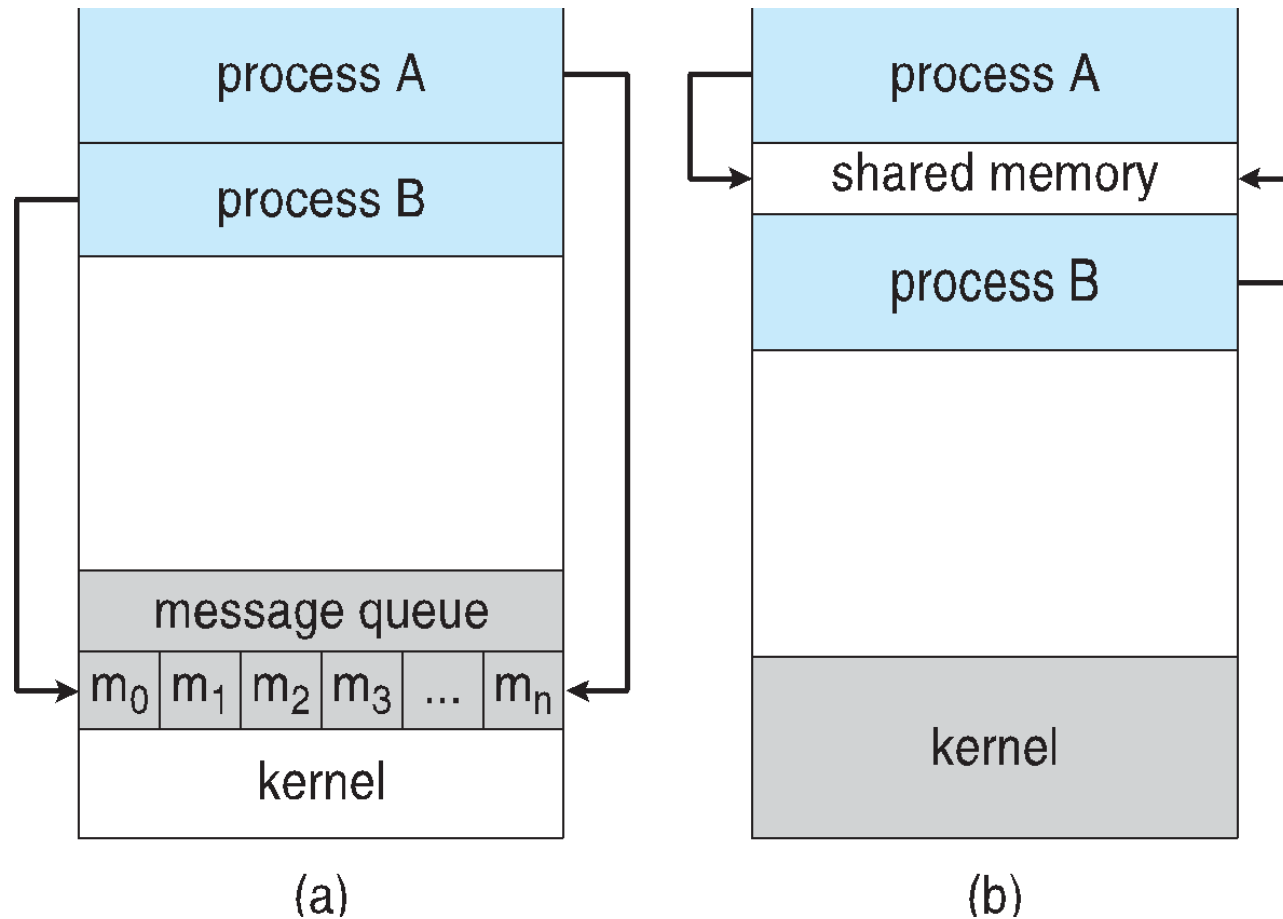 process A
process B
message queue
m0 m1 m2 m3 ... mn
kernel
(a)
process A
shared memory
process B
kernel
(b)